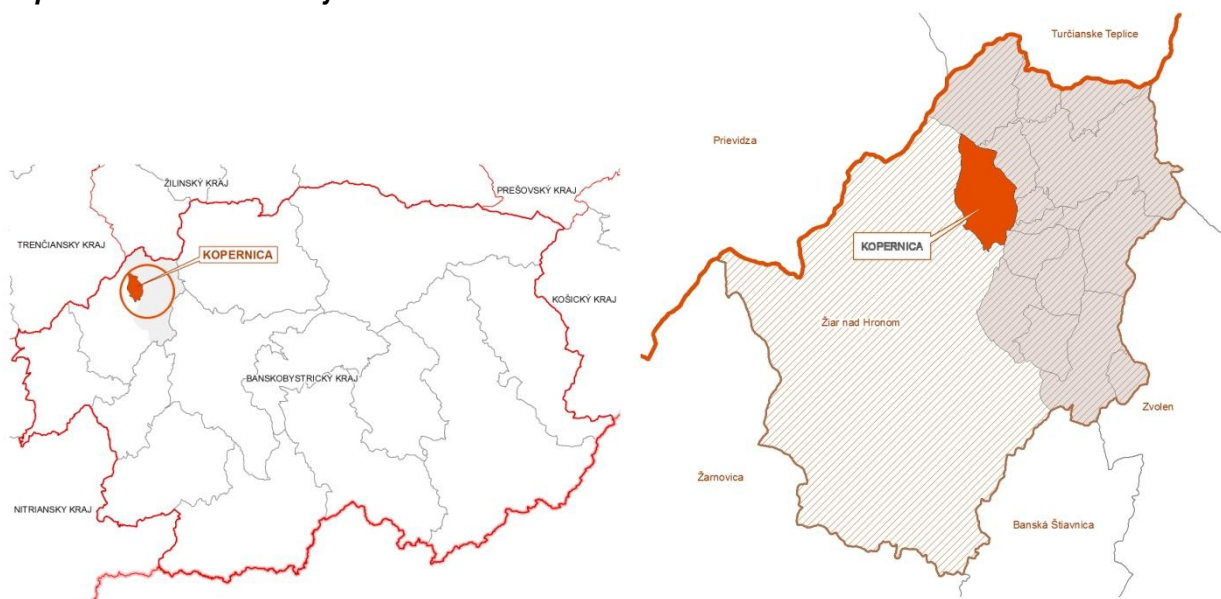 ŽILINSKÝ KRAJ
PREŠOVSKÝ KRAJ
TRENČIANSKY KRAJ
KOPERNICA
KOŠICKÝ KRAJ
BANSKOBYSTRICKÝ KRAJ
NITRIANSKY KRAJ
Turčianske Teplice
Prievidza
KOPERNICA
Žiar nad Hronom
Zvolen
Žarnovica
Banská Štiavnica